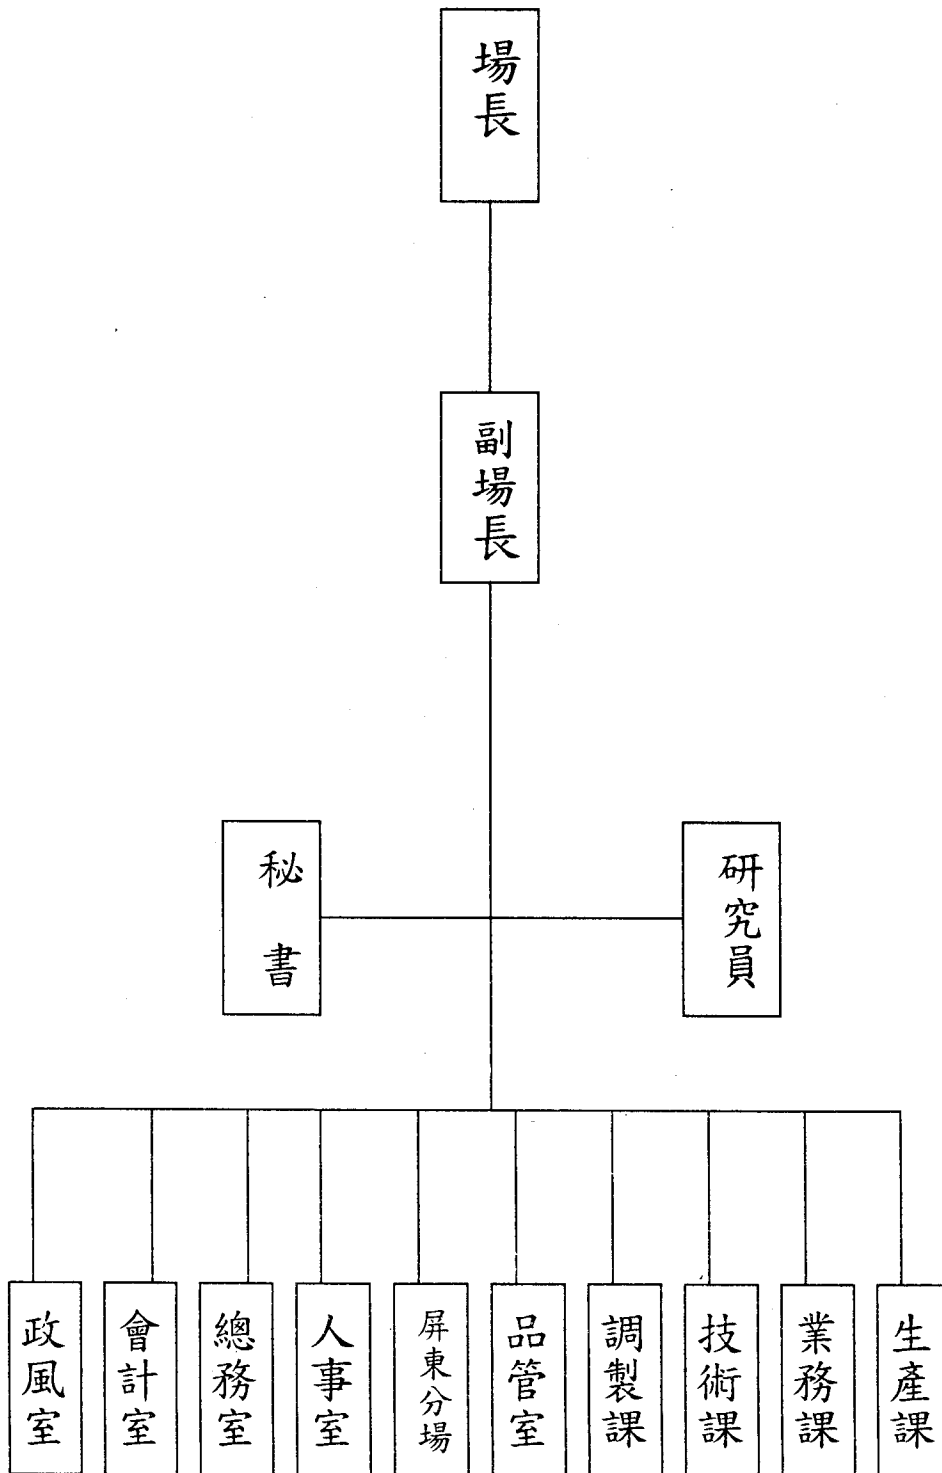 場長
副場長
研究員
秘書
生產課
業務課
技術課
調製課
品管室
屏東分場
人事室
總務室
會計室
政風室